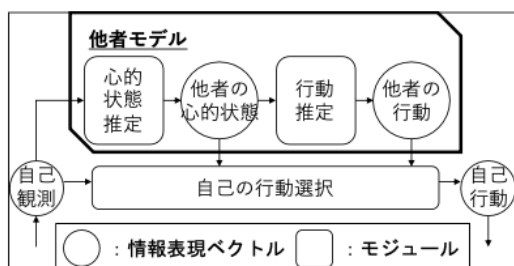 他者モデル
心的
状態
推定
他者の
心的状態
行動
推定
他者の
行動
自己
観測
自己の行動選択
自己
行動
：情報表現ベクトル
：モジュール